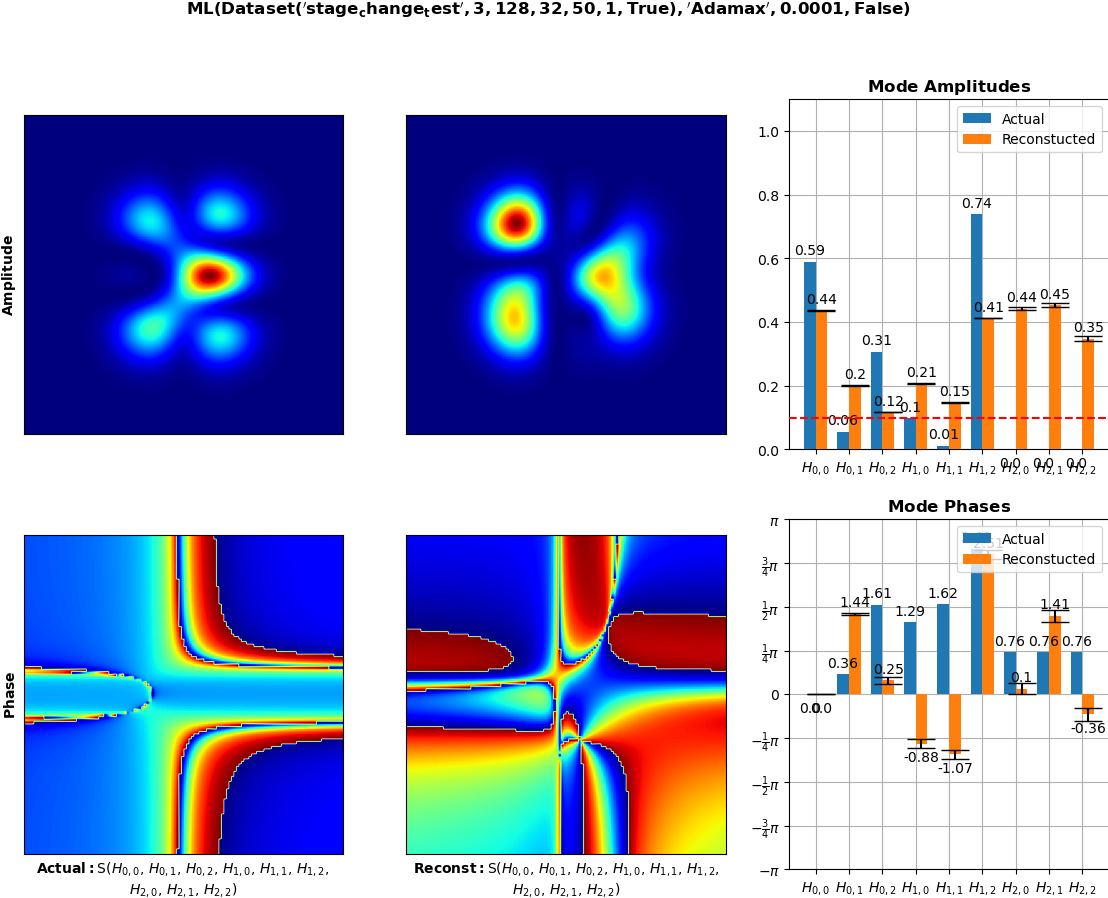 ML(Dataset('stage_change_test', 3, 128, 32, 50, 1, True), 'Adamax', 0.0001, False)
Amplitude
Mode Amplitudes
Actual
Reconstucted
1.0
0.8
0.6
0.4
0.2
0.0
0.59
0.44
0.06
0.2
0.31
0.12
0.1
0.21
0.01
0.15
0.74
0.41
0.0
0.44
0.0
0.45
0.0
0.35
H0,0 H0,1 H0,2 H1,0 H1,1 H1,2 H2,0 H2,1 H2,2
Phase
Mode Phases
Actual
Reconstucted
π
3/4π
1/2π
1/4π
0
−1/4π
−1/2π
−3/4π
−π
0.0
0.0
0.36
1.44
1.61
0.25
1.29
-0.88
1.62
-1.07
0.76
0.1
0.76
1.41
0.76
-0.36
H0,0 H0,1 H0,2 H1,0 H1,1 H1,2 H2,0 H2,1 H2,2
Actual: S(H0,0, H0,1, H0,2, H1,0, H1,1, H1,2,
H2,0, H2,1, H2,2)
Reconst: S(H0,0, H0,1, H0,2, H1,0, H1,1, H1,2,
H2,0, H2,1, H2,2)